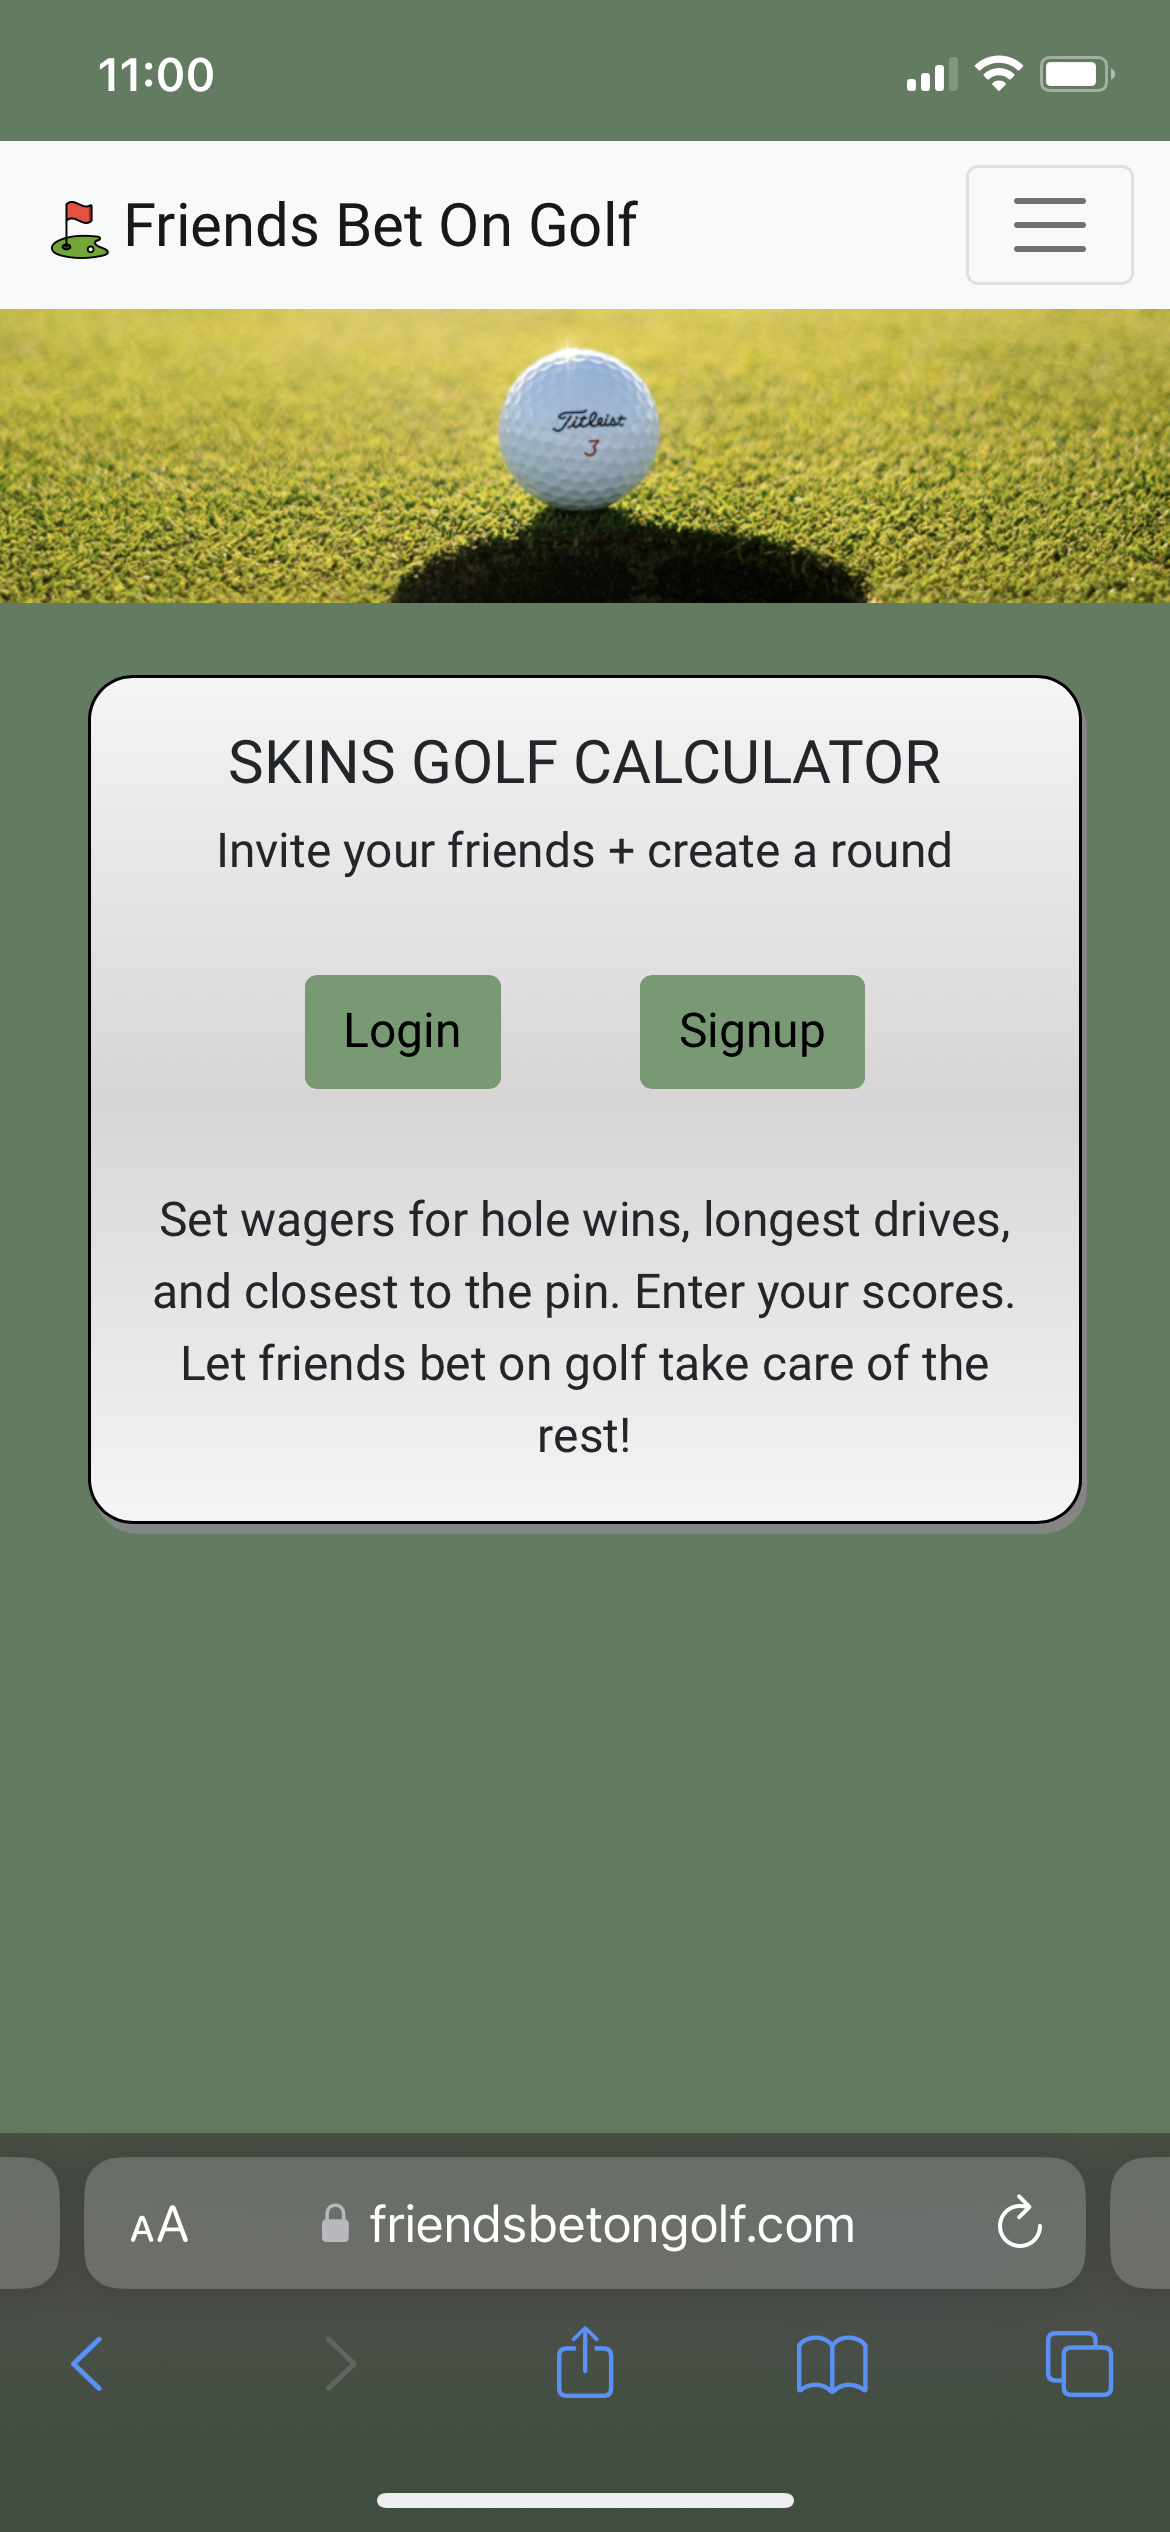 11:00
Friends Bet On Golf
Titleist
3
SKINS GOLF CALCULATOR
Invite your friends + create a round
Login
Signup
Set wagers for hole wins, longest drives,
and closest to the pin. Enter your scores.
Let friends bet on golf take care of the
rest!
AA
friendsbetongolf.com